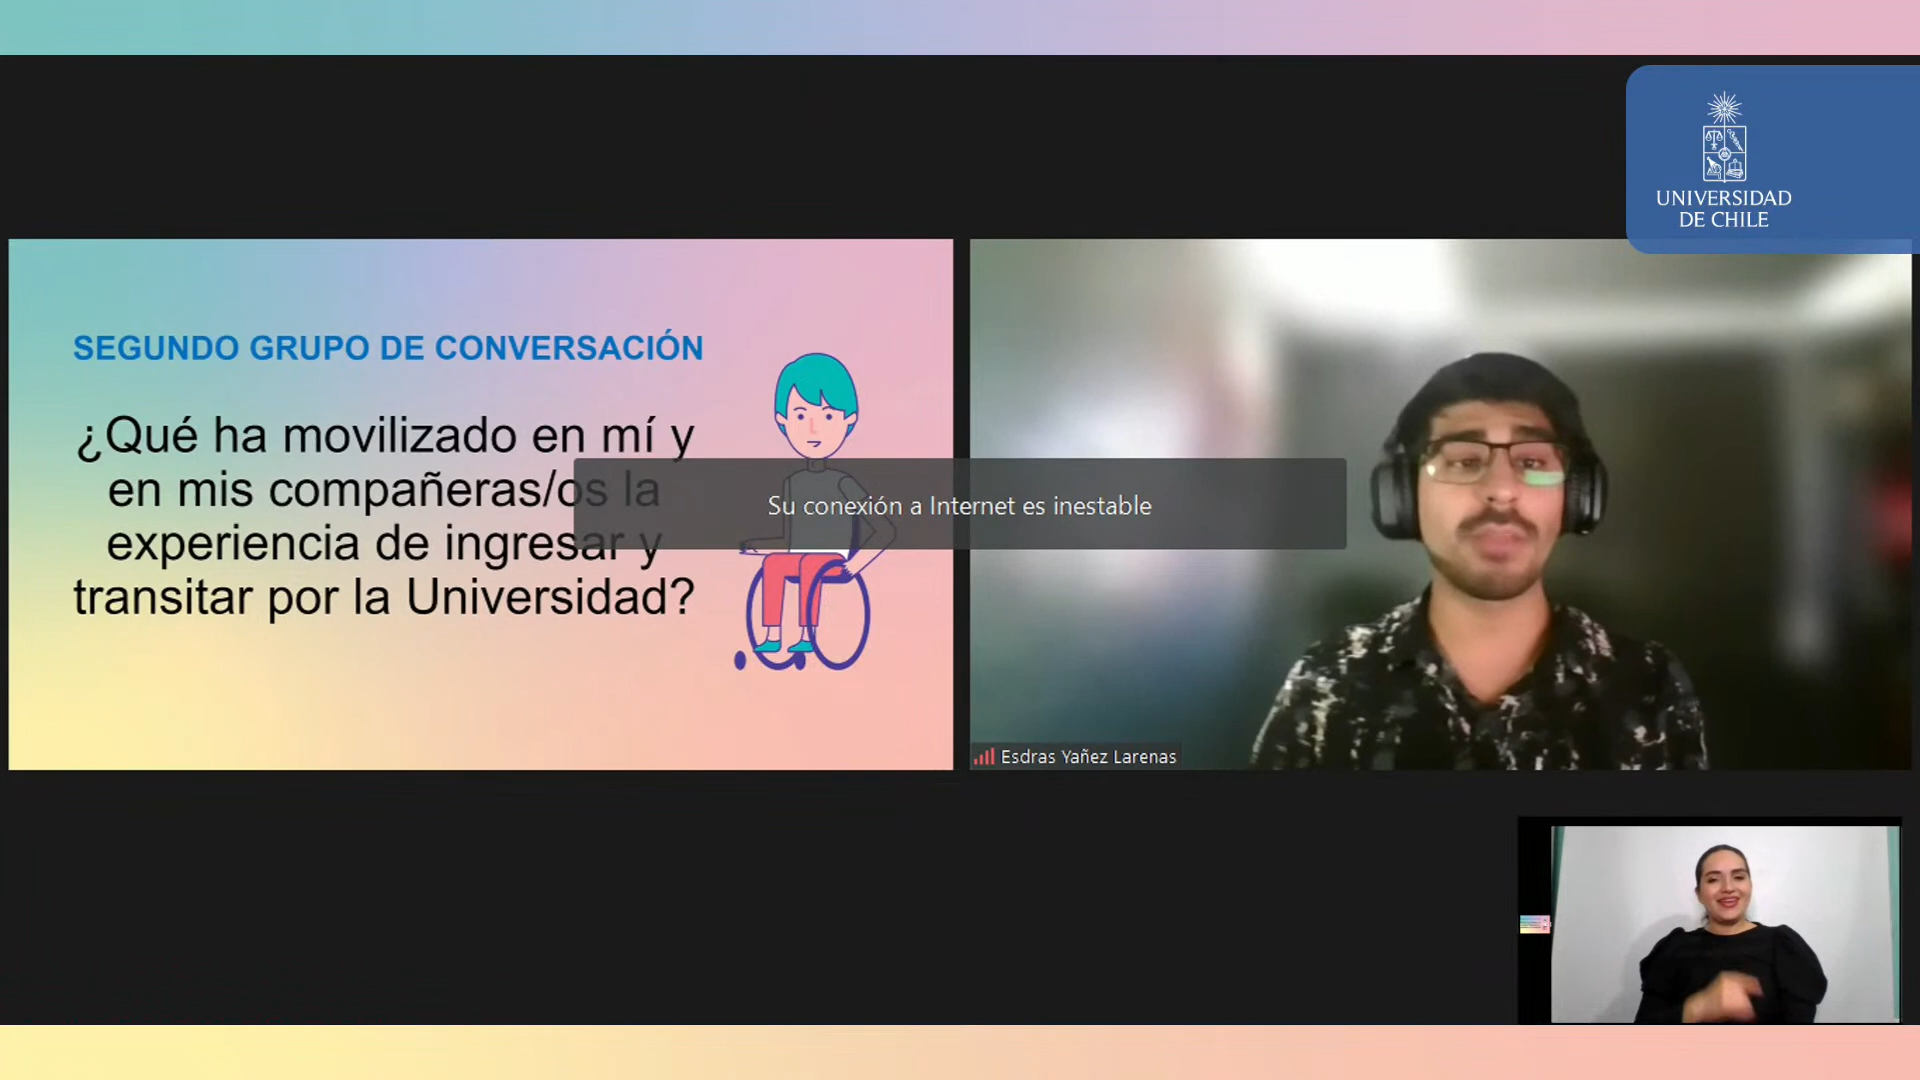 UNIVERSIDAD
DE CHILE
SEGUNDO GRUPO DE CONVERSACIÓN
¿Qué ha movilizado en mí y
en mis compañeras/os la
experiencia de ingresar y
transitar por la Universidad?
Su conexión a Internet es inestable
Esdras Yañez Larenas